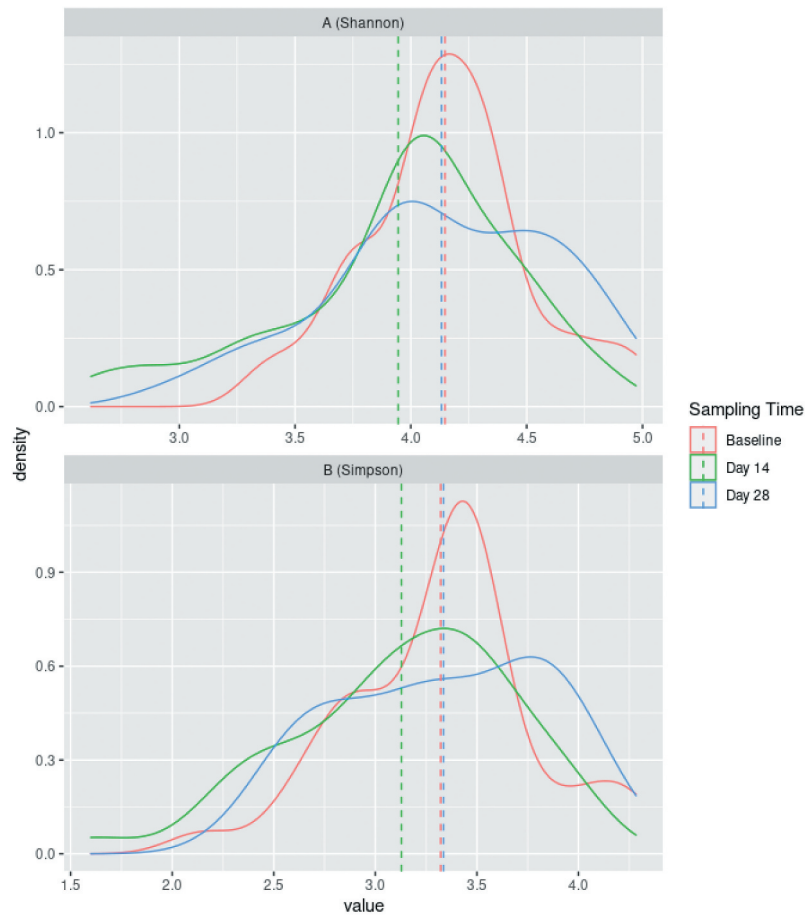 A (Shannon)
1.0
0.5
0.0
3.0 3.5 4.0 4.5 5.0
density
B (Simpson)
0.9
0.6
0.3
0.0
1.5 2.0 2.5 3.0 3.5 4.0
value
Sampling Time
Baseline
Day 14
Day 28